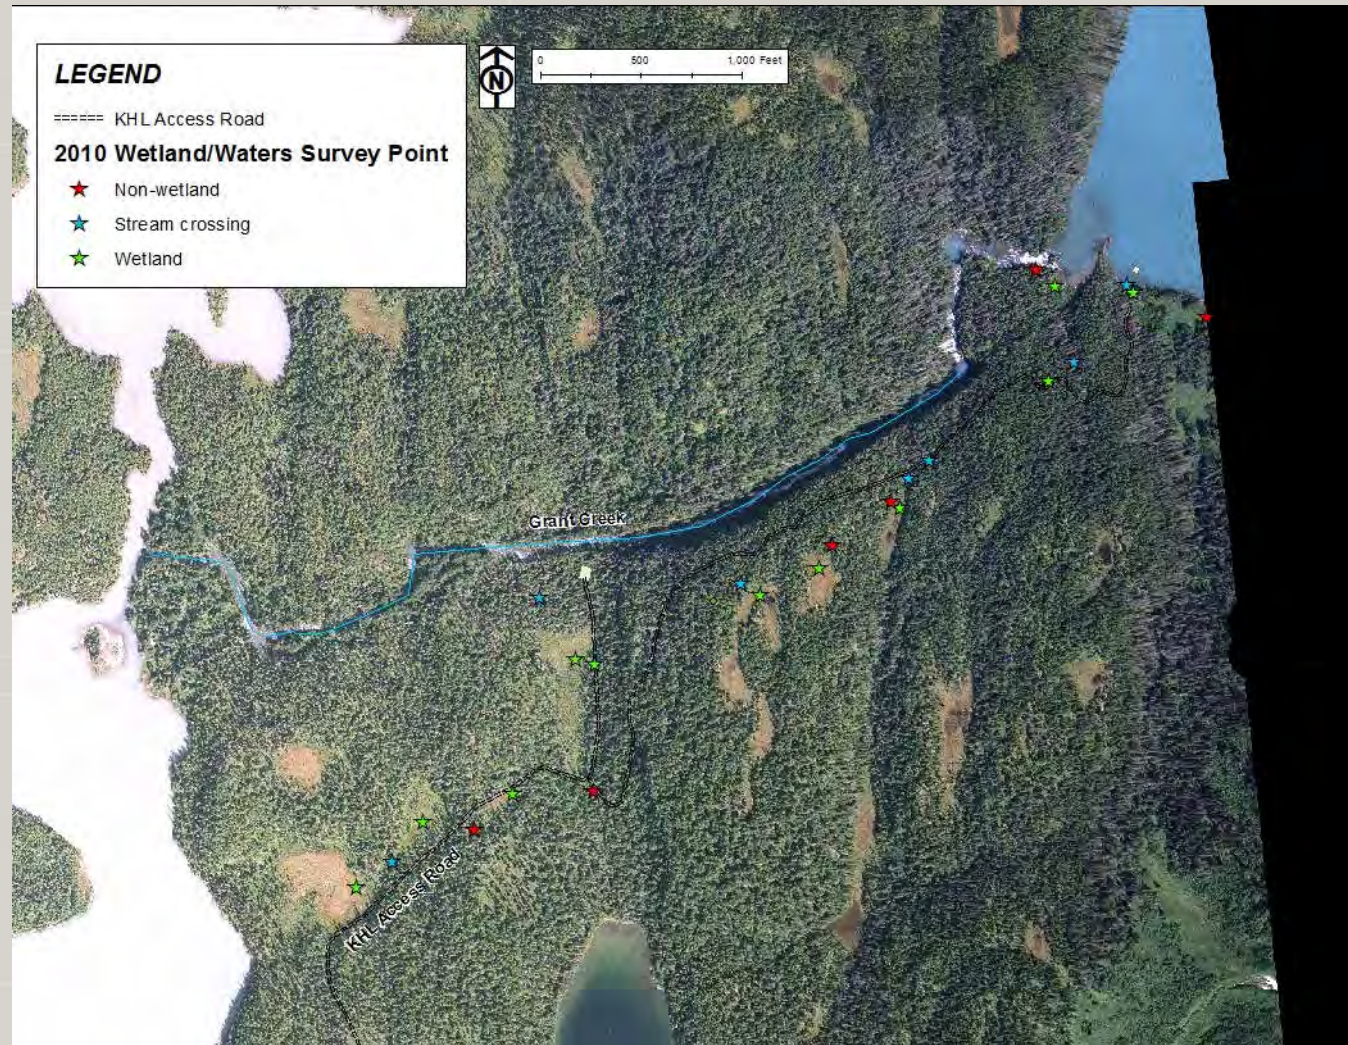 LEGEND
KHL Access Road
2010 Wetland/Waters Survey Point
Non-wetland
Stream crossing
Wetland
N
0 500 1,000 Feet
Grant Creek
KHL Access Road